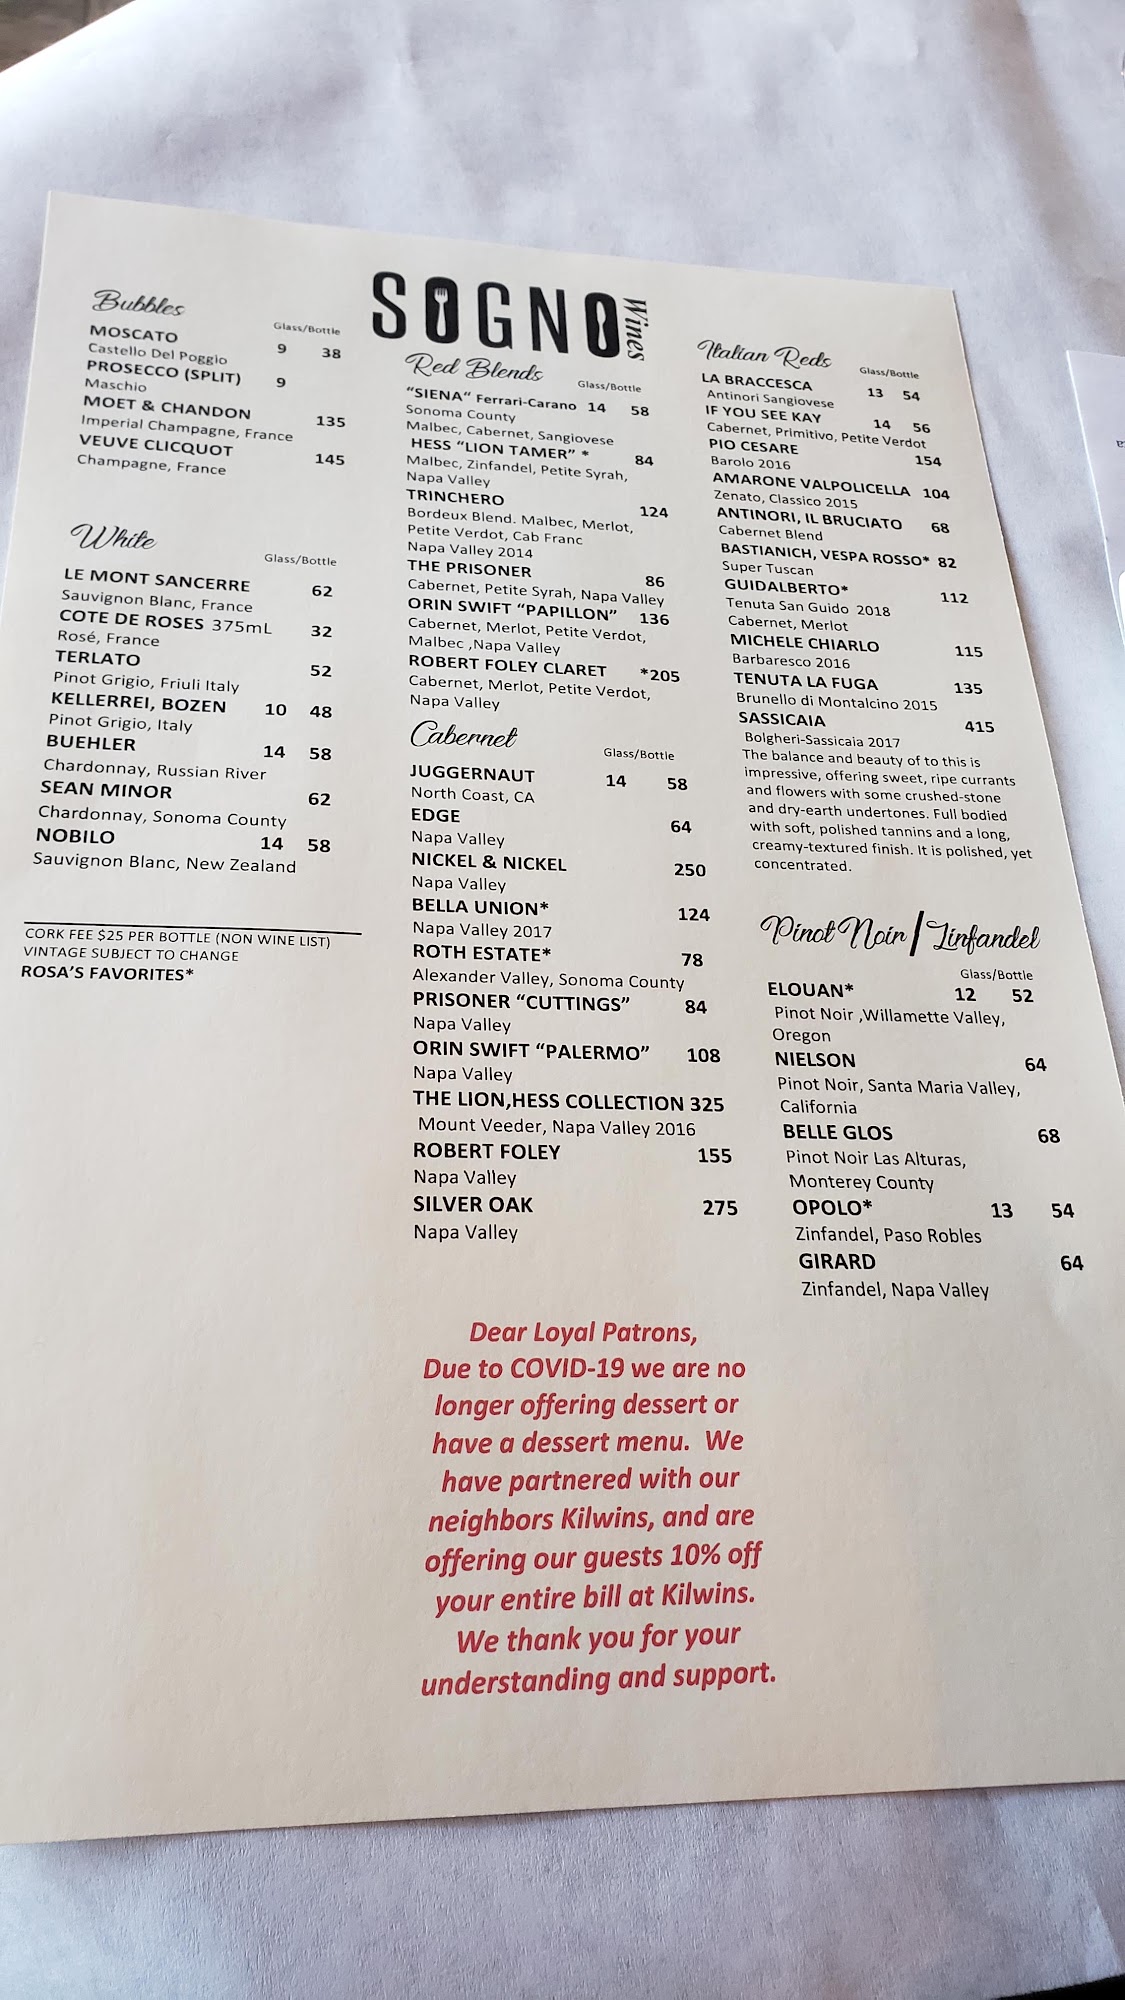 SOGNO
Wines
Bubbles
Glass/Bottle
MOSCATO 9 38
Castello Del Poggio
PROSECCO (SPLIT) 9
Maschio
MOET & CHANDON 135
Imperial Champagne, France
VEUVE CLICQUOT 145
Champagne, France
White
Glass/Bottle
LE MONT SANCERRE 62
Sauvignon Blanc, France
COTE DE ROSES 375mL 32
Rosé, France
TERLATO 52
Pinot Grigio, Friuli Italy
KELLERREI, BOZEN 10 48
Pinot Grigio, Italy
BUEHLER 14 58
Chardonnay, Russian River
SEAN MINOR 62
Chardonnay, Sonoma County
NOBILO 14 58
Sauvignon Blanc, New Zealand
CORK FEE $25 PER BOTTLE (NON WINE LIST)
VINTAGE SUBJECT TO CHANGE
ROSA'S FAVORITES*
Red Blends
Glass/Bottle
"SIENA" Ferrari-Carano 14 58
Sonoma County
Malbec, Cabernet, Sangiovese
HESS "LION TAMER" * 84
Malbec, Zinfandel, Petite Syrah,
Napa Valley
TRINCHERO 124
Bordeux Blend. Malbec, Merlot,
Petite Verdot, Cab Franc
Napa Valley 2014
THE PRISONER 86
Cabernet, Petite Syrah, Napa Valley
ORIN SWIFT "PAPILLON" 136
Cabernet, Merlot, Petite Verdot,
Malbec ,Napa Valley
ROBERT FOLEY CLARET *205
Cabernet, Merlot, Petite Verdot,
Napa Valley
Cabernet
Glass/Bottle
JUGGERNAUT 14 58
North Coast, CA
EDGE 64
Napa Valley
NICKEL & NICKEL 250
Napa Valley
BELLA UNION* 124
Napa Valley 2017
ROTH ESTATE* 78
Alexander Valley, Sonoma County
PRISONER "CUTTINGS" 84
Napa Valley
ORIN SWIFT "PALERMO" 108
Napa Valley
THE LION,HESS COLLECTION 325
Mount Veeder, Napa Valley 2016
ROBERT FOLEY 155
Napa Valley
SILVER OAK 275
Napa Valley
Italian Reds
Glass/Bottle
LA BRACCESCA 13 54
Antinori Sangiovese
IF YOU SEE KAY 14 56
Cabernet, Primitivo, Petite Verdot
PIO CESARE 154
Barolo 2016
AMARONE VALPOLICELLA 104
Zenato, Classico 2015
ANTINORI, IL BRUCIATO 68
Cabernet Blend
BASTIANICH, VESPA ROSSO* 82
Super Tuscan
GUIDALBERTO* 112
Tenuta San Guido 2018
Cabernet, Merlot
MICHELE CHIARLO 115
Barbaresco 2016
TENUTA LA FUGA 135
Brunello di Montalcino 2015
SASSICAIA 415
Bolgheri-Sassicaia 2017
The balance and beauty of to this is
impressive, offering sweet, ripe currants
and flowers with some crushed-stone
and dry-earth undertones. Full bodied
with soft, polished tannins and a long,
creamy-textured finish. It is polished, yet
concentrated.
Pinot Noir/Zinfandel
Glass/Bottle
ELOUAN* 12 52
Pinot Noir ,Willamette Valley,
Oregon
NIELSON 64
Pinot Noir, Santa Maria Valley,
California
BELLE GLOS 68
Pinot Noir Las Alturas,
Monterey County
OPOLO* 13 54
Zinfandel, Paso Robles
GIRARD 64
Zinfandel, Napa Valley
Dear Loyal Patrons,
Due to COVID-19 we are no
longer offering dessert or
have a dessert menu. We
have partnered with our
neighbors Kilwins, and are
offering our guests 10% off
your entire bill at Kilwins.
We thank you for your
understanding and support.